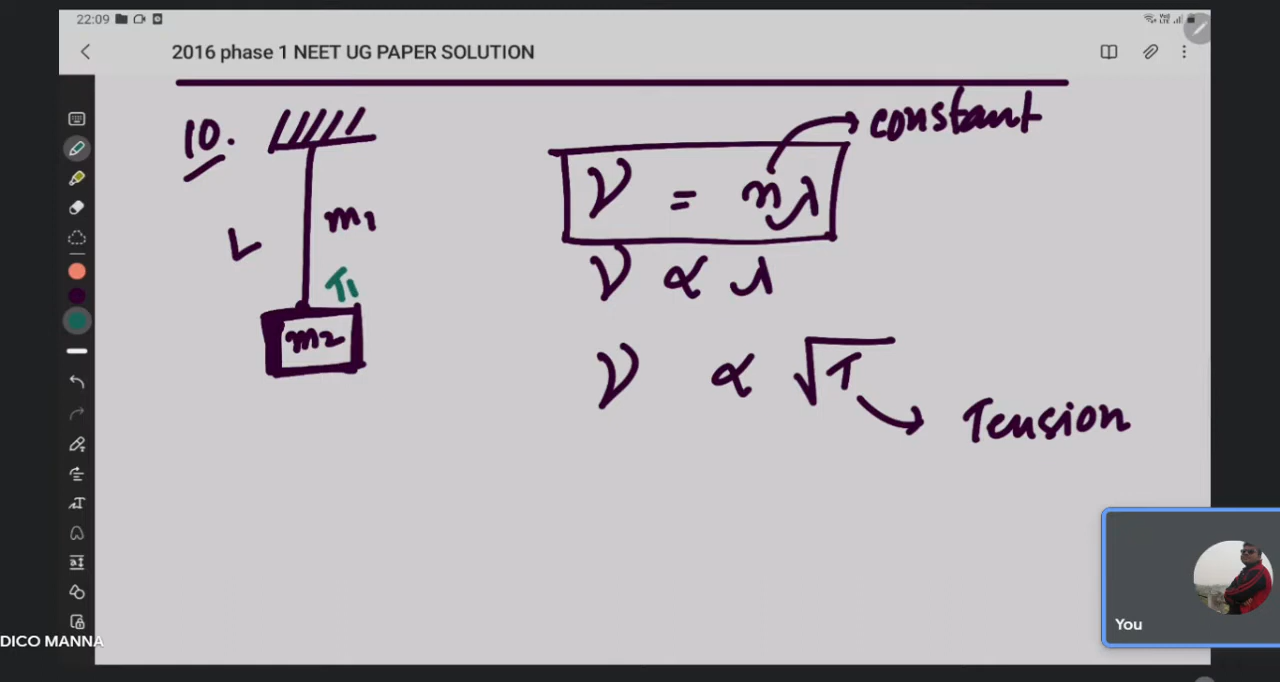 22:09
2016 phase 1 NEET UG PAPER SOLUTION
10.
constant
V = nλ
L
m1
V ∝ λ
T1
m2
V ∝ √T
Tension
You
DICO MANNA